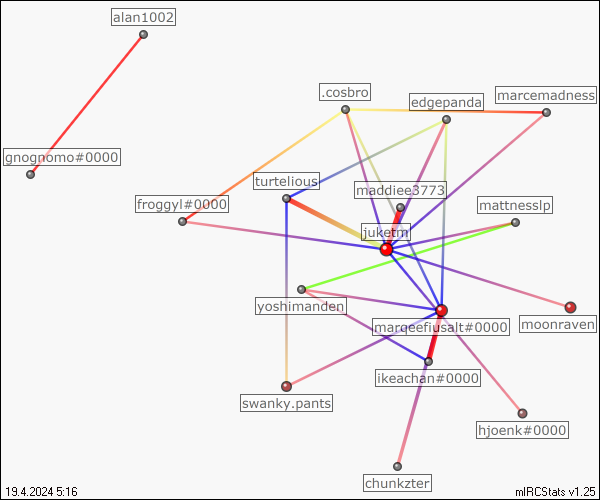 alan1002
.cosbro
edgepanda
marcemadness
gnognomo#0000
turtelious
maddiee3773
froggyl#0000
mattnesslp
juketm
yoshimanden
moonraven
marqeefiusalt#0000
ikeachan#0000
swanky.pants
hjoenk#0000
chunkzter
19.4.2024 5:16
mIRCStats v1.25